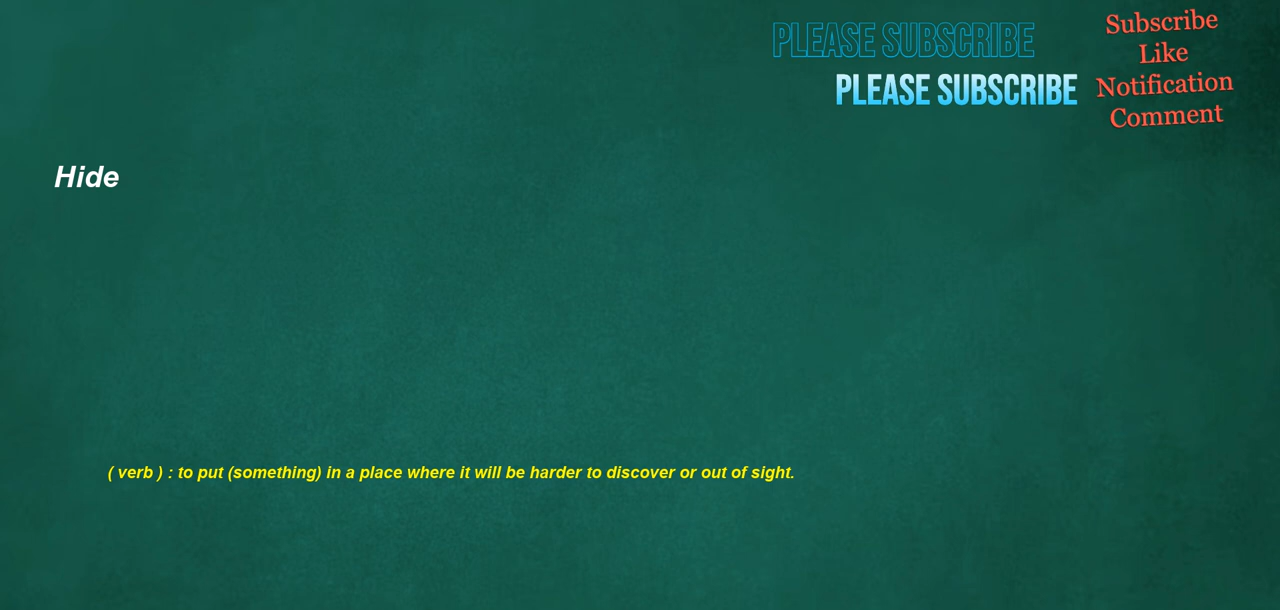 PLEASE SUBSCRIBE
PLEASE SUBSCRIBE
Subscribe
Like
Notification
Comment
Hide
( verb ) : to put (something) in a place where it will be harder to discover or out of sight.